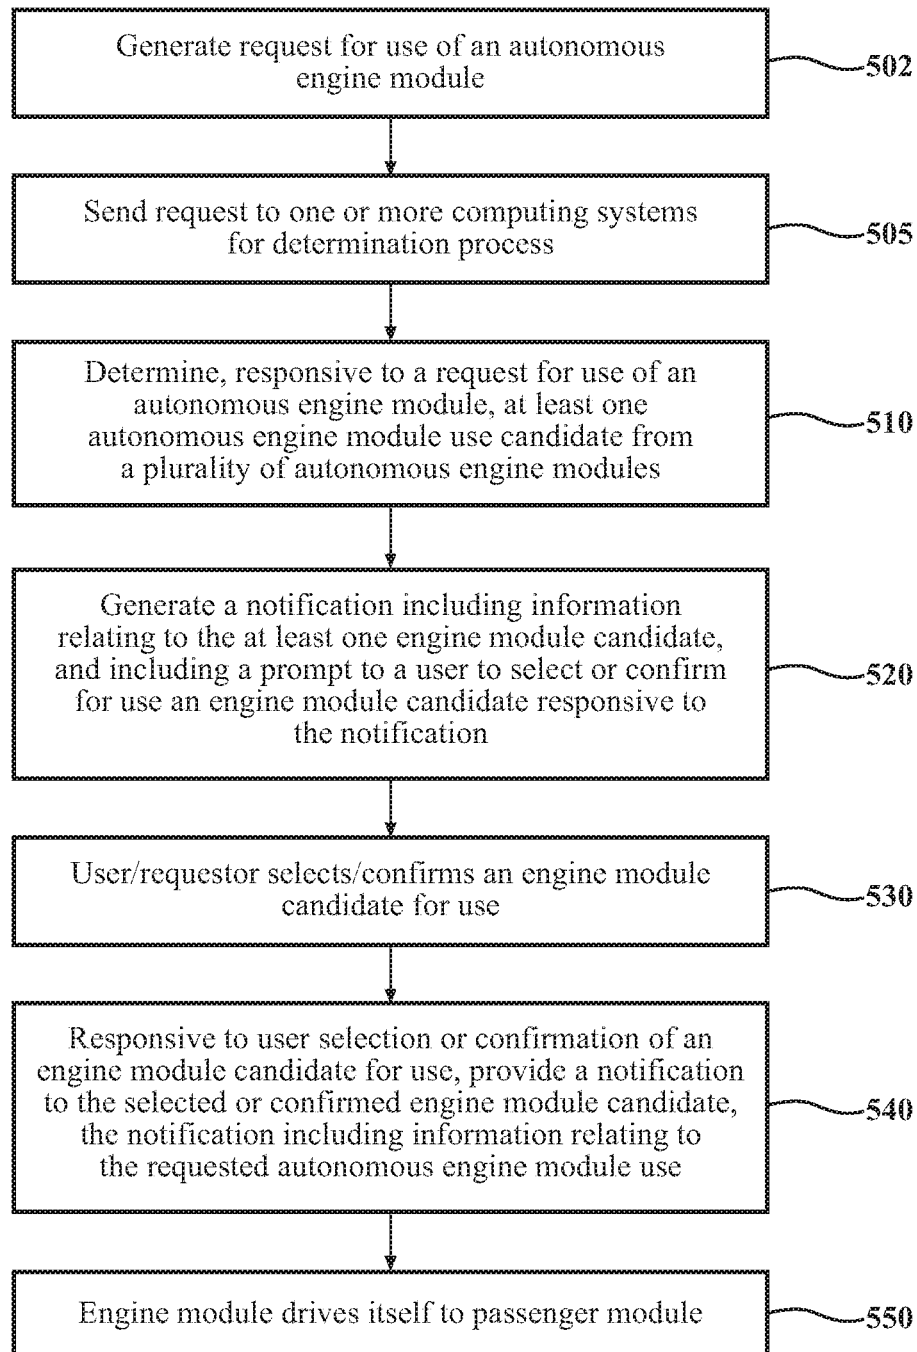 Generate request for use of an autonomous
engine module
502
Send request to one or more computing systems
for determination process
505
Determine, responsive to a request for use of an
autonomous engine module, at least one
autonomous engine module use candidate from
a plurality of autonomous engine modules
510
Generate a notification including information
relating to the at least one engine module candidate,
and including a prompt to a user to select or confirm
for use an engine module candidate responsive to
the notification
520
User/requestor selects/confirms an engine module
candidate for use
530
Responsive to user selection or confirmation of an
engine module candidate for use, provide a notification
to the selected or confirmed engine module candidate,
the notification including information relating to
the requested autonomous engine module use
540
Engine module drives itself to passenger module
550